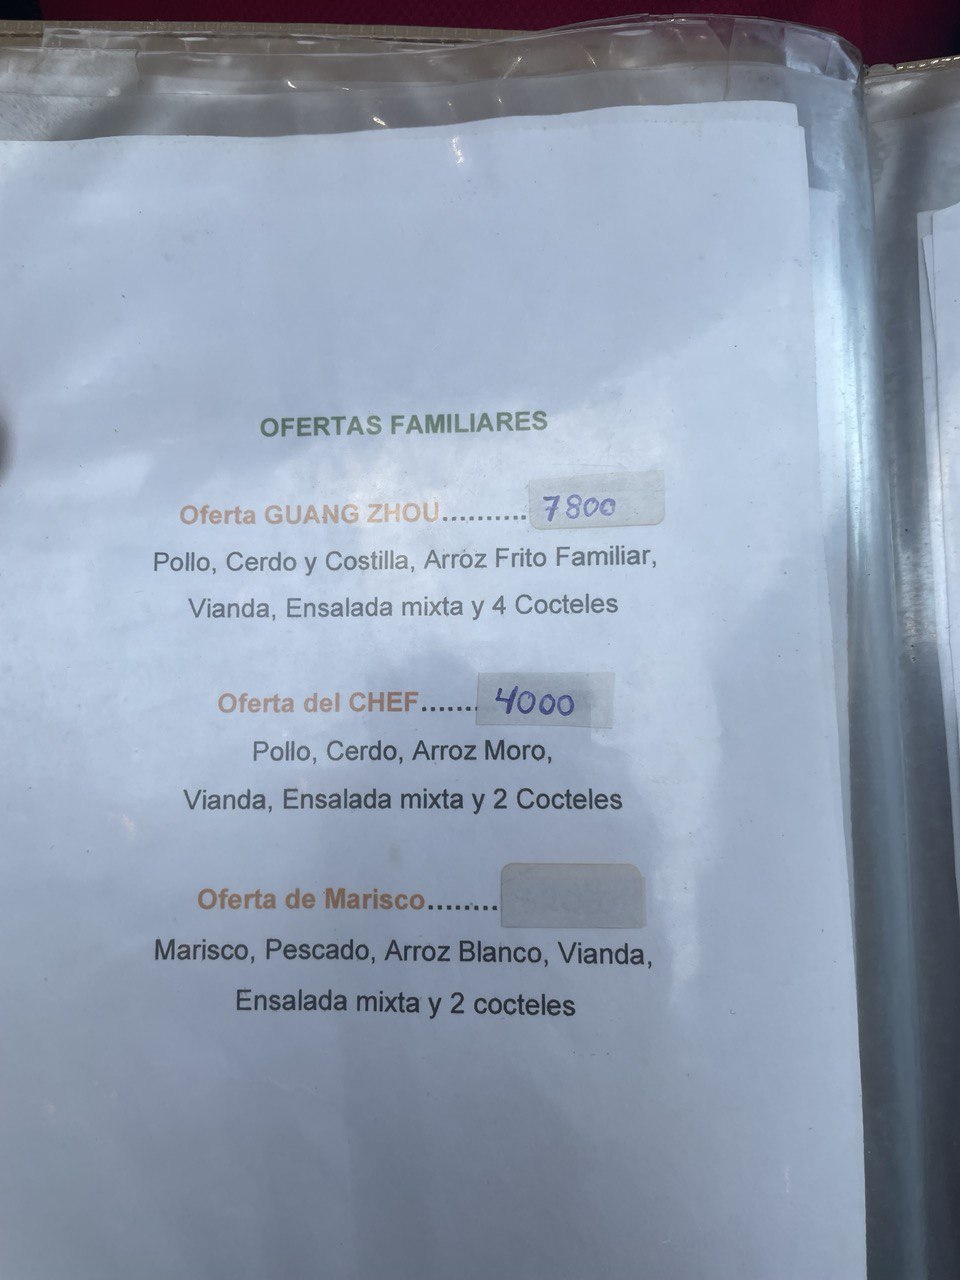 OFERTAS FAMILIARES
Oferta GUANG ZHOU.......... 7800
Pollo, Cerdo y Costilla, Arróz Frito Familiar,
Vianda, Ensalada mixta y 4 Cocteles
Oferta del CHEF....... 4000
Pollo, Cerdo, Arroz Moro,
Vianda, Ensalada mixta y 2 Cocteles
Oferta de Marisco........
Marisco, Pescado, Arroz Blanco, Vianda,
Ensalada mixta y 2 cocteles